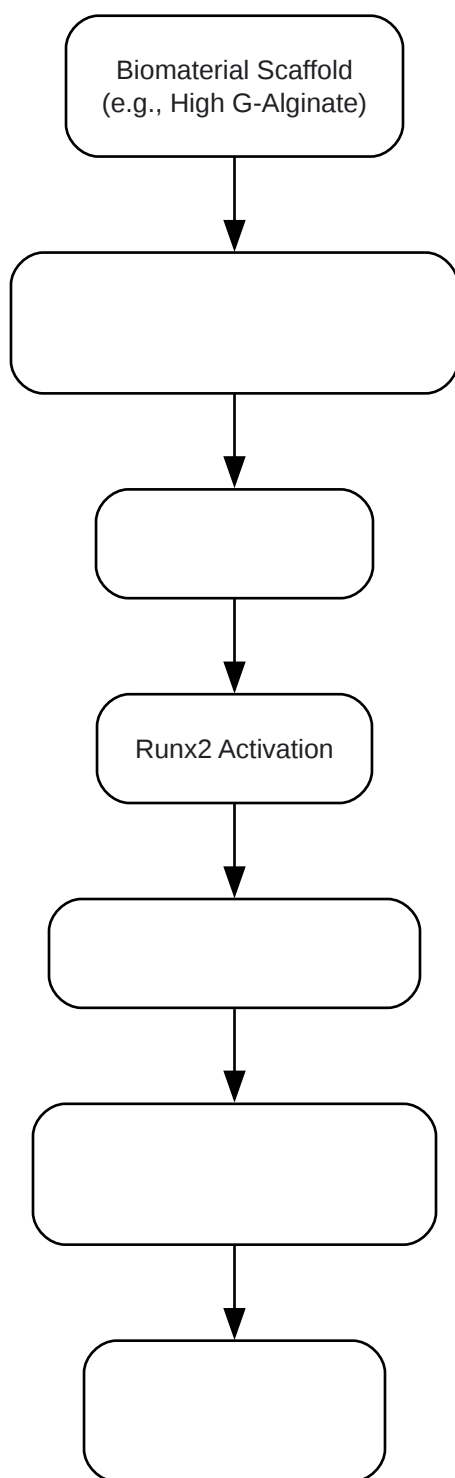 Biomaterial Scaffold
(e.g., High G-Alginate)
Runx2 Activation